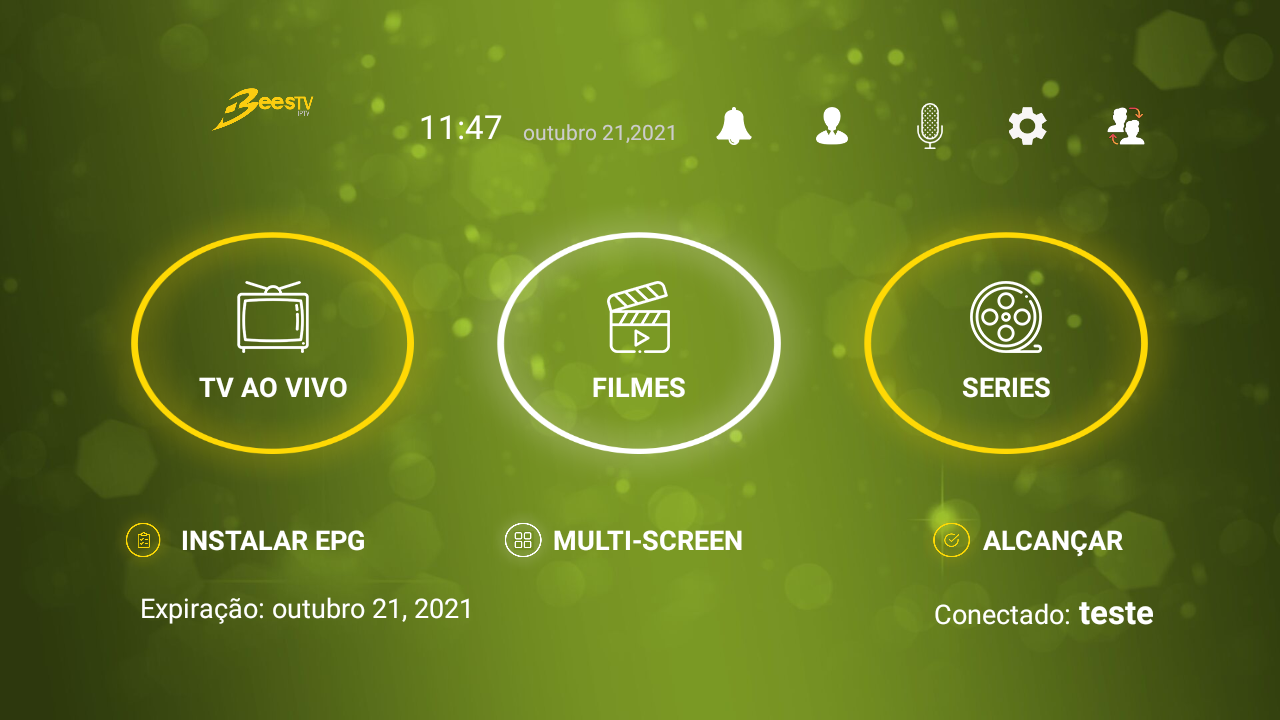 BeesTV
IPTV
11:47 outubro 21,2021
TV AO VIVO
FILMES
SERIES
INSTALAR EPG
MULTI-SCREEN
ALCANÇAR
Expiração: outubro 21, 2021
Conectado: teste